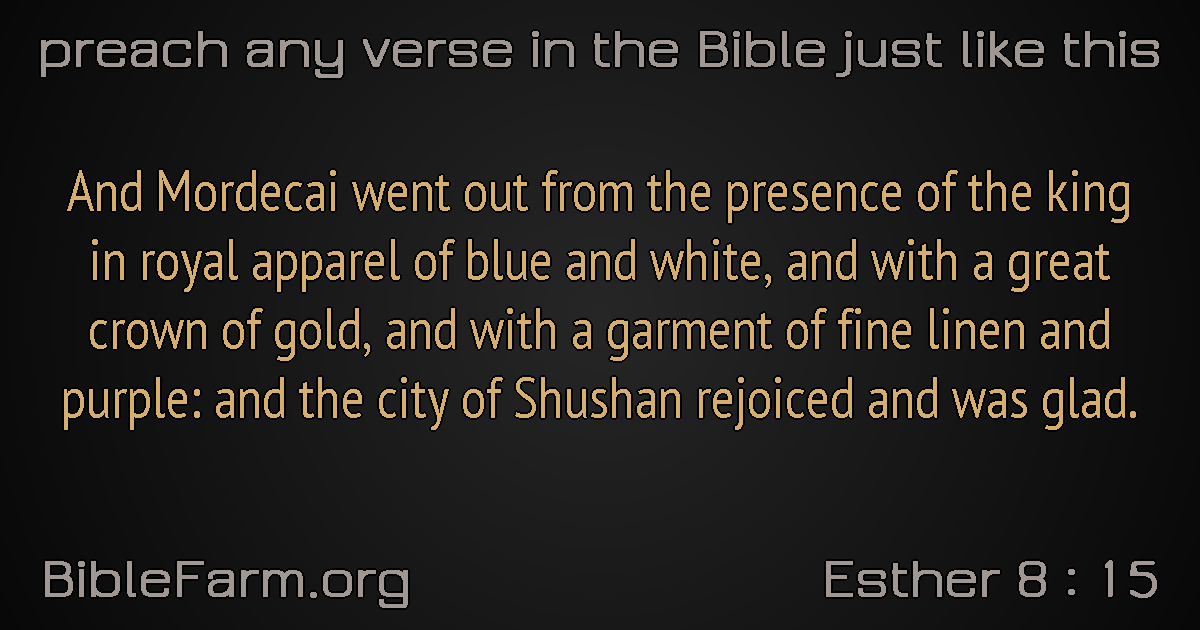 preach any verse in the Bible just like this
And Mordecai went out from the presence of the king
in royal apparel of blue and white, and with a great
crown of gold, and with a garment of fine linen and
purple: and the city of Shushan rejoiced and was glad.
BibleFarm.org
Esther 8 : 15